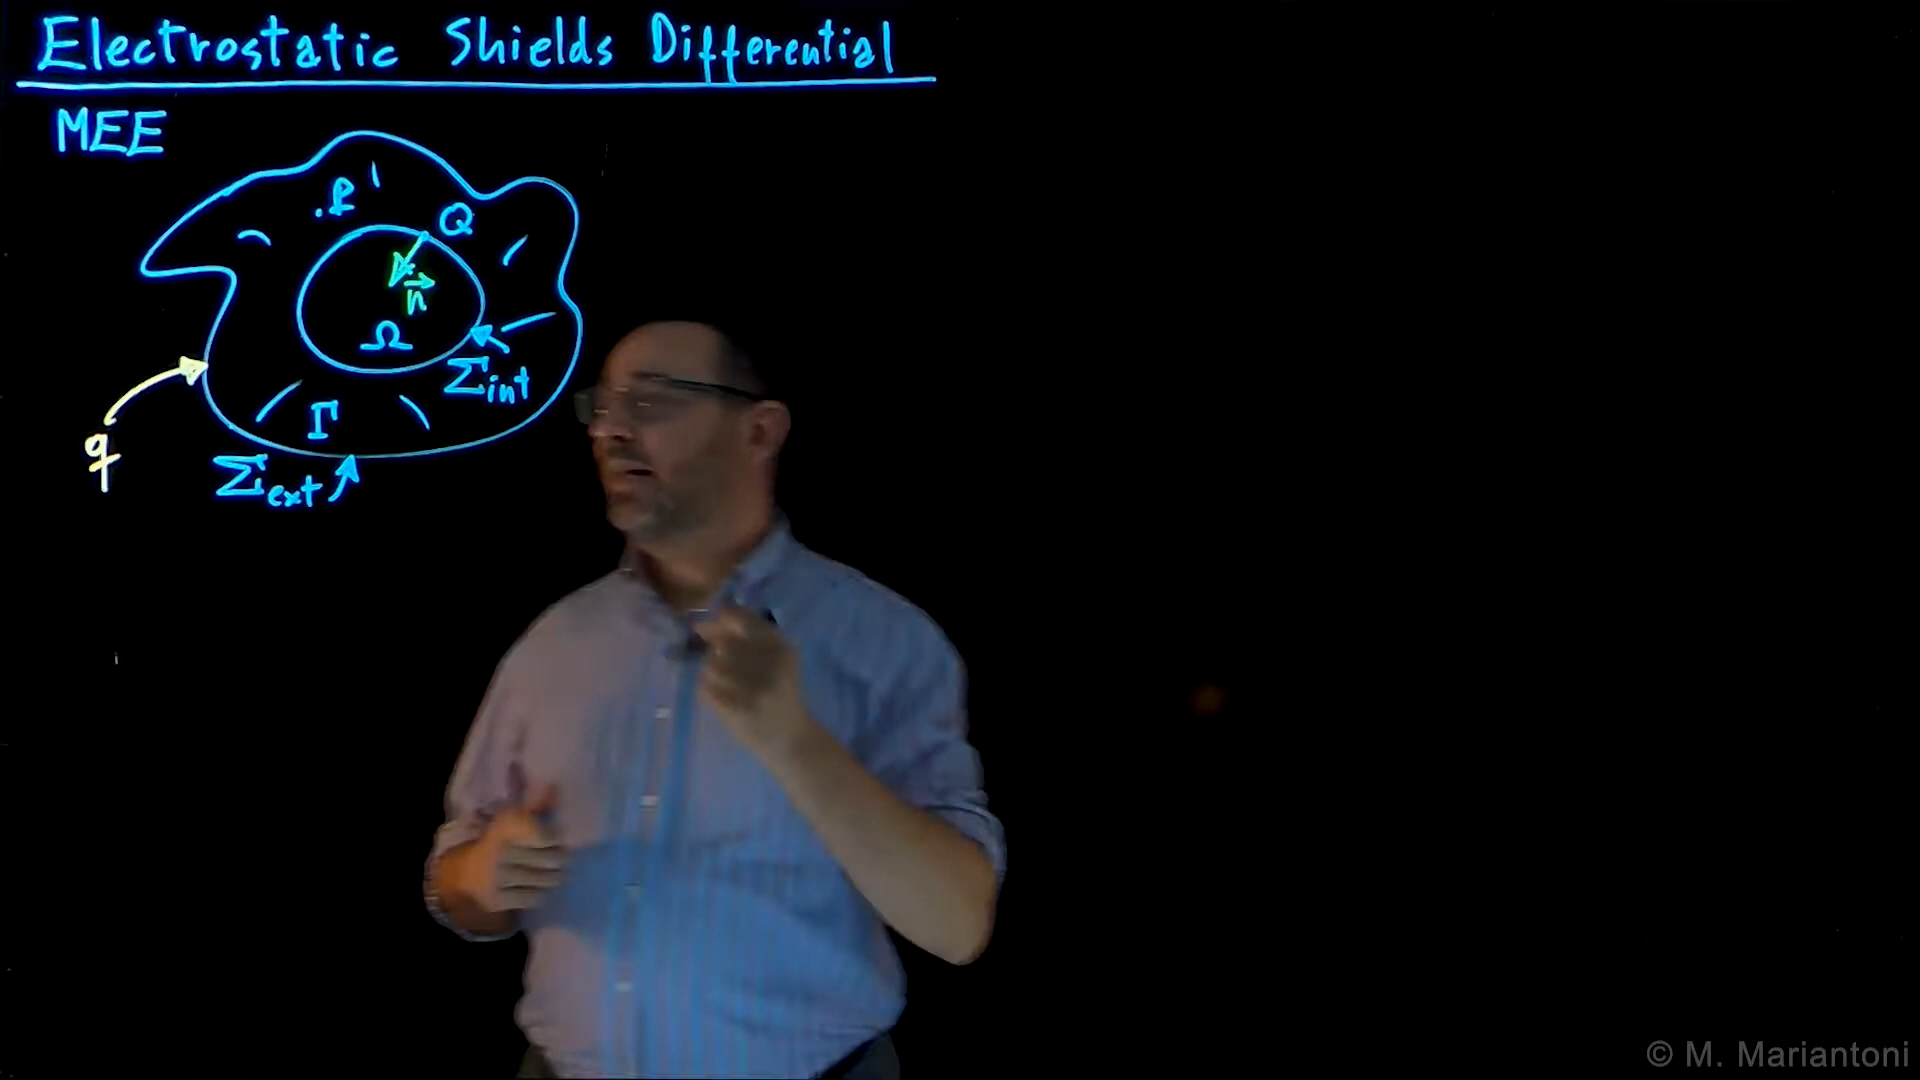 Electrostatic Shields Differential
MEE
.P
Q
n
Ω
Σint
Γ
q
Σext
© M. Mariantoni